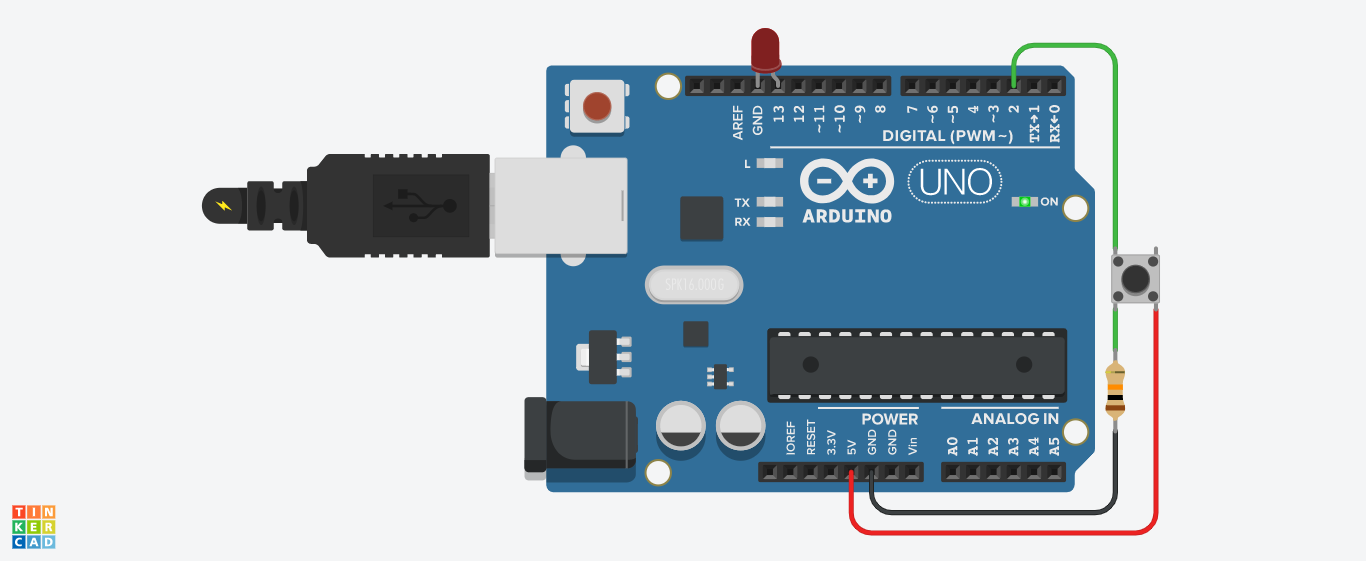 AREF
GND
13
12
~11
~10
~9
8
7
~6
~5
4
~3
2
TX→1
RX←0
DIGITAL (PWM~)
L
TX
RX
UNO
ON
ARDUINO
SPK16.000G
POWER
ANALOG IN
IOREF
RESET
3.3V
5V
GND
GND
Vin
A0
A1
A2
A3
A4
A5
TIN
KER
CAD